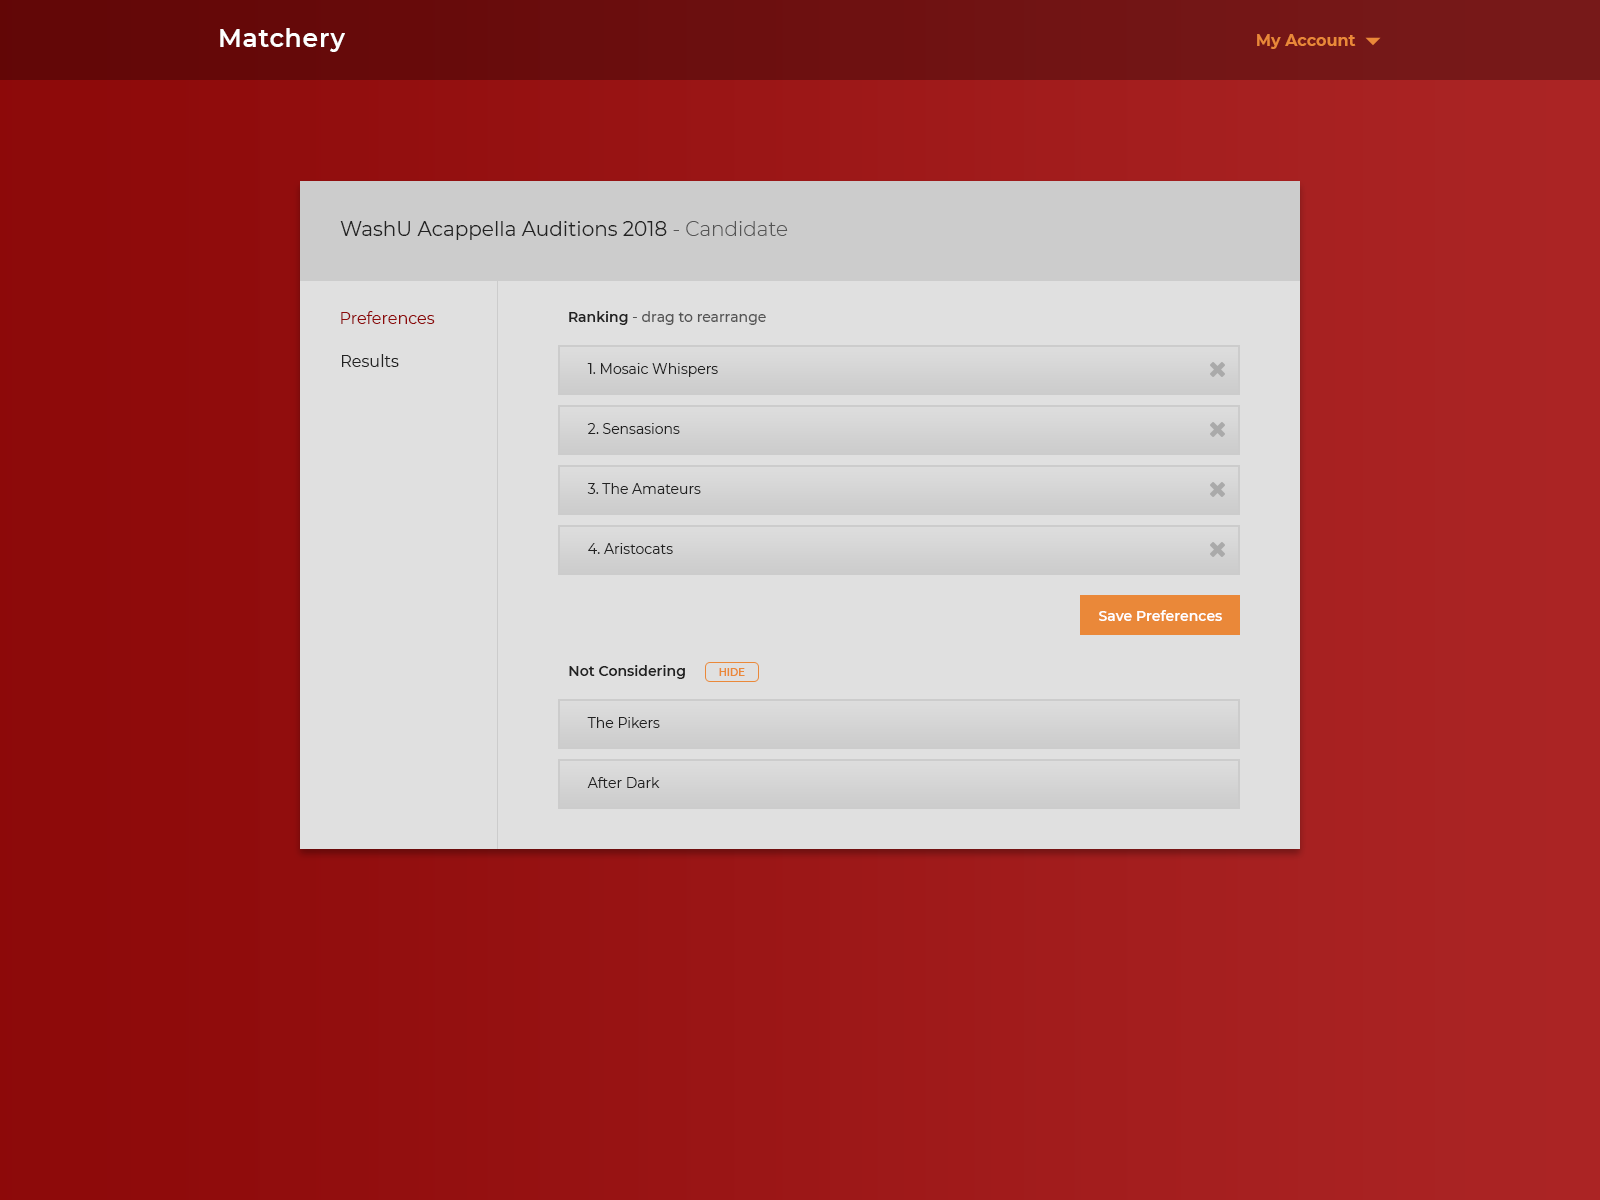 Matchery
My Account
WashU Acappella Auditions 2018 - Candidate
Preferences
Results
Ranking - drag to rearrange
1. Mosaic Whispers
2. Sensasions
3. The Amateurs
4. Aristocats
Save Preferences
Not Considering HIDE
The Pikers
After Dark